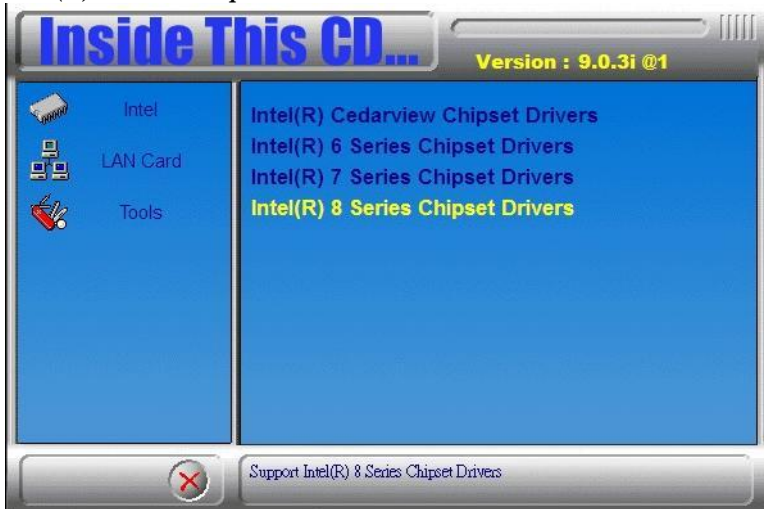 Inside This CD...
Version : 9.0.3i @1
Intel
LAN Card
Tools
Intel(R) Cedarview Chipset Drivers
Intel(R) 6 Series Chipset Drivers
Intel(R) 7 Series Chipset Drivers
Intel(R) 8 Series Chipset Drivers
Support Intel(R) 8 Series Chipset Drivers